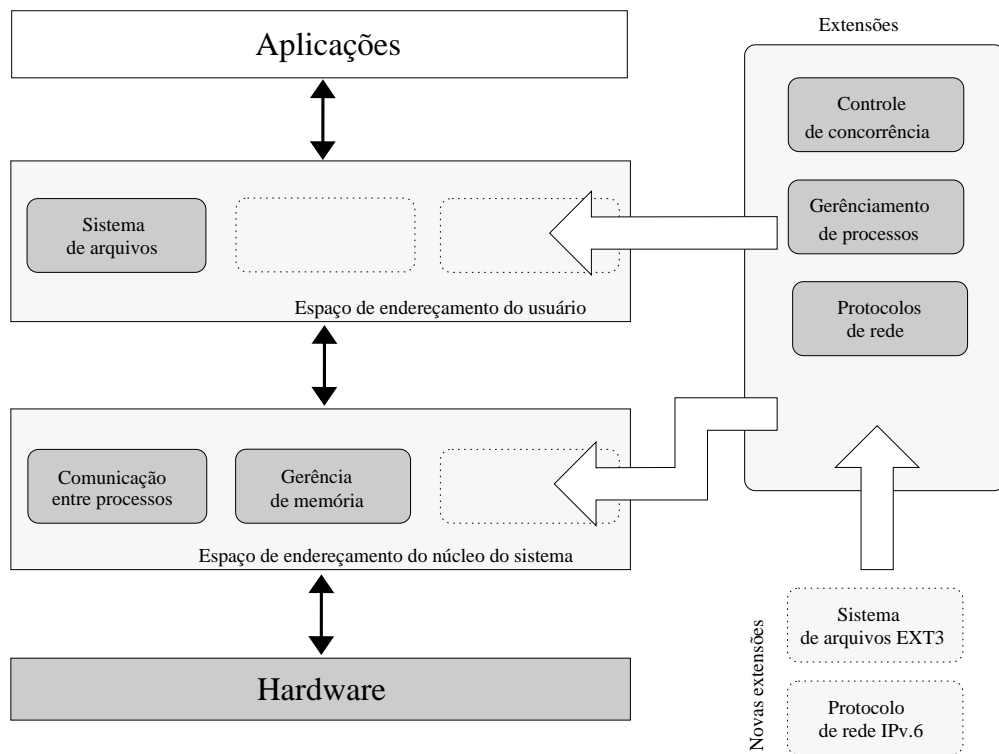 Aplicações
Extensões
Controle
de concorrência
Gerênciamento
de processos
Protocolos
de rede
Sistema
de arquivos
Espaço de endereçamento do usuário
Comunicação
entre processos
Gerência
de memória
Espaço de endereçamento do núcleo do sistema
Hardware
Novas extensões
Sistema
de arquivos EXT3
Protocolo
de rede IPv.6